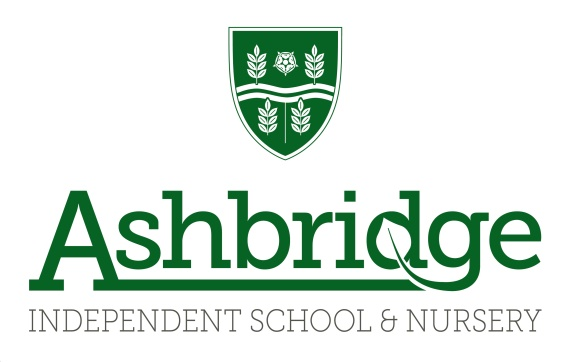 Ashbridge
INDEPENDENT SCHOOL & NURSERY